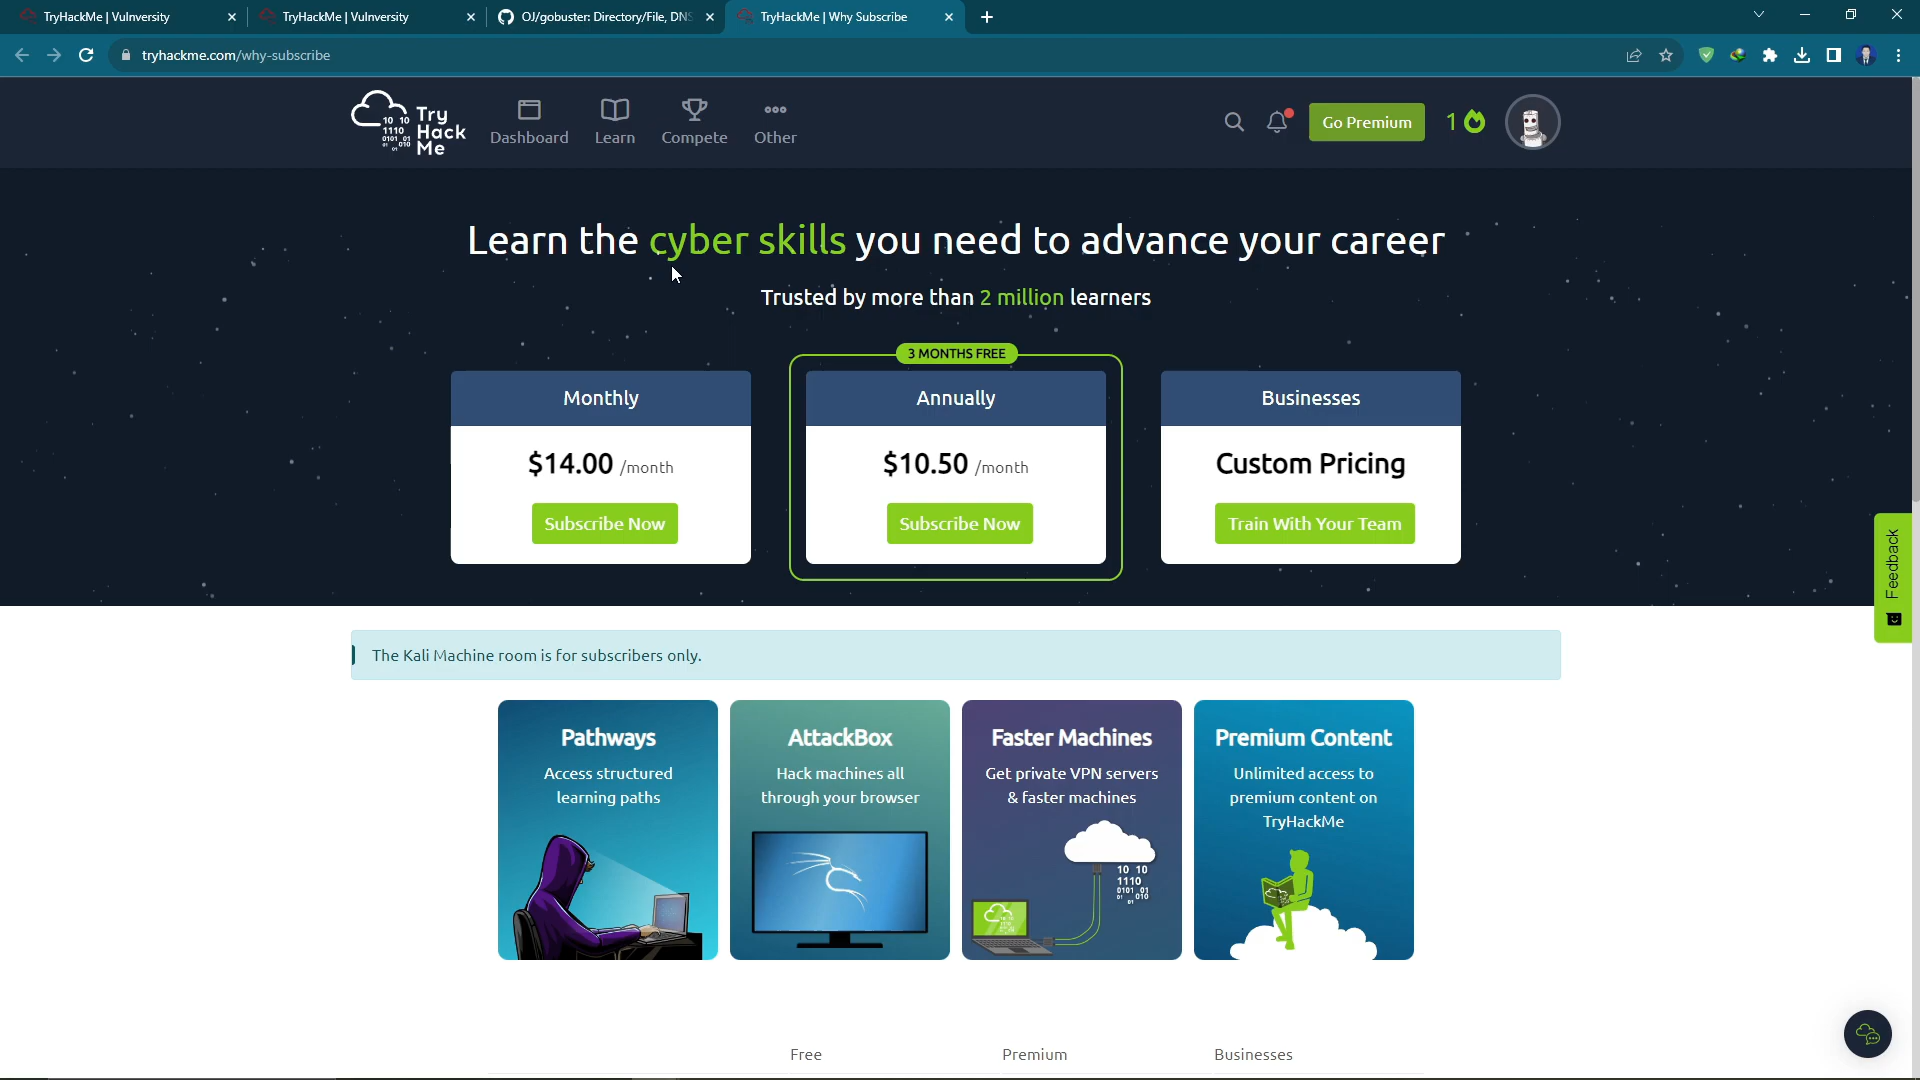 TryHackMe | Vulnversity
TryHackMe | Vulnversity
OJ/gobuster: Directory/File, DNS
TryHackMe | Why Subscribe
tryhackme.com/why-subscribe
Try
Hack
Me
Dashboard
Learn
Compete
Other
Go Premium
1
Learn the cyber skills you need to advance your career
Trusted by more than 2 million learners
3 MONTHS FREE
Monthly
$14.00 /month
Subscribe Now
Annually
$10.50 /month
Subscribe Now
Businesses
Custom Pricing
Train With Your Team
Feedback
The Kali Machine room is for subscribers only.
Pathways
Access structured
learning paths
AttackBox
Hack machines all
through your browser
Faster Machines
Get private VPN servers
& faster machines
10 10
1110
0101 01
Premium Content
Unlimited access to
premium content on
TryHackMe
Free
Premium
Businesses